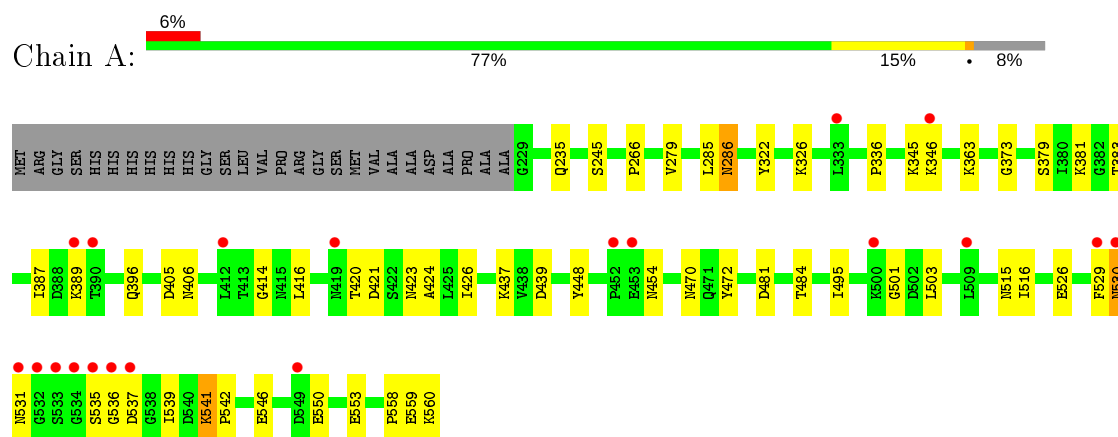 6%
Chain A:
77% 15% • 8%
MET ARG GLY SER HIS HIS HIS HIS HIS HIS GLY SER LEU VAL PRO ARG GLY SER MET VAL ALA ALA ASP ALA PRO ALA ALA G229 Q235 S245 P266 V279 L285 N286 Y322 K326 L333 P336 K345 K346 K363 G373 S379 I380 K381 G382 T383
I387 D388 K389 T390 Q396 D405 N406 L412 T413 G414 N415 L416 N419 T420 D421 S422 N423 A424 L425 I426 K437 V438 D439 Y448 P452 E453 N454 N470 Q471 Y472 D481 T484 I495 K500 G501 D502 L503 L509 N515 I516 E526 F529 N530
N531 G532 S533 G534 S535 G536 D537 G538 I539 D540 K541 P542 E546 D549 E550 E553 P558 E559 K560